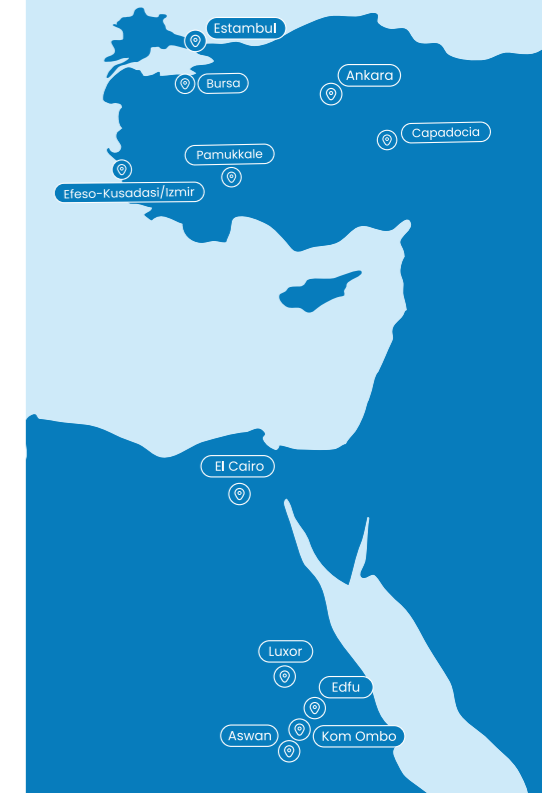 Estambul
Ankara
Bursa
Capadocia
Pamukkale
Efeso-Kusadasi/Izmir
El Cairo
Luxor
Edfu
Aswan
Kom Ombo